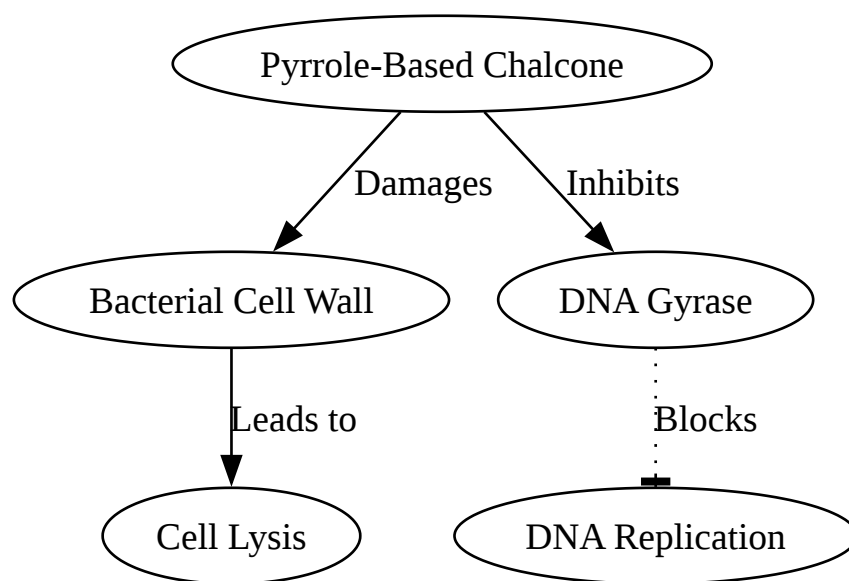 Pyrrole-Based Chalcone
Damages
Inhibits
Bacterial Cell Wall
DNA Gyrase
Leads to
Blocks
Cell Lysis
DNA Replication